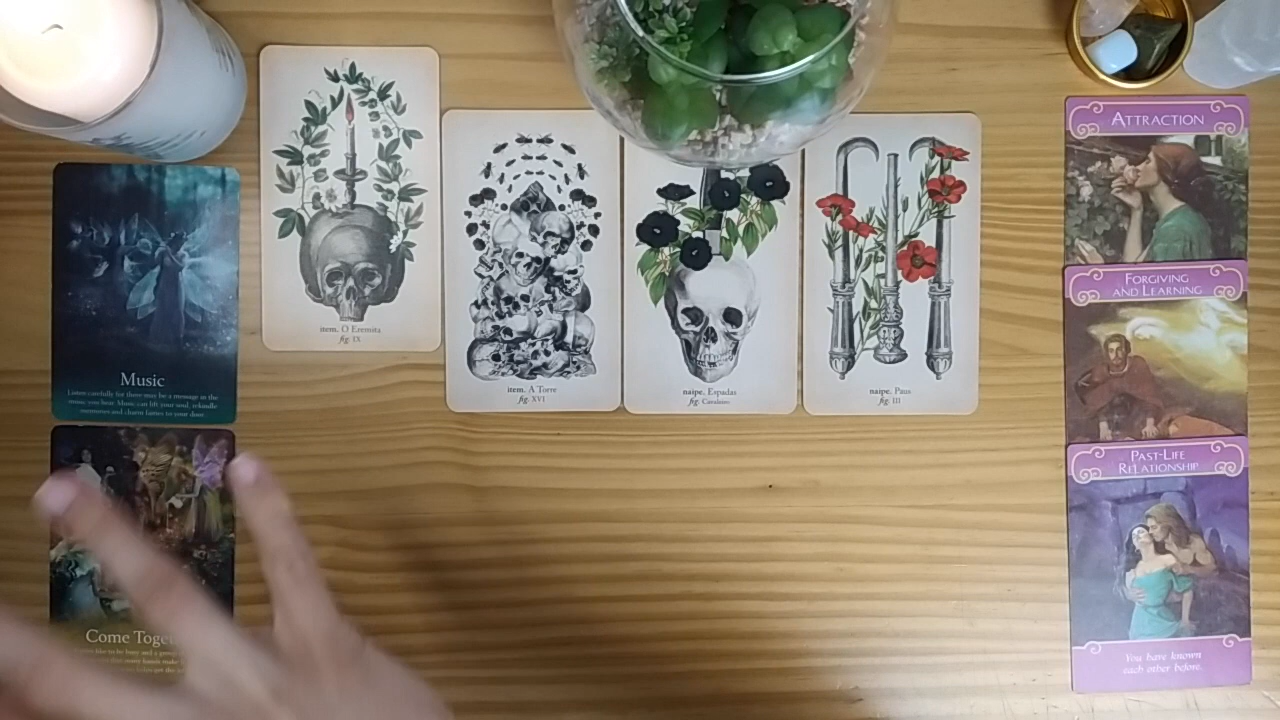 Music
Listen carefully for there may be a message in the
music you hear. Music can lift your soul, rekindle
memories and charm fairies to your door.
Come
item. O Eremita
fig. IX
item. A Torre
fig. XVI
naipe. Espadas
fig. Cavaleiro
naipe. Paus
fig. III
ATTRACTION
FORGIVING
AND LEARNING
PAST-LIFE
RELATIONSHIP
You have known
each other before.